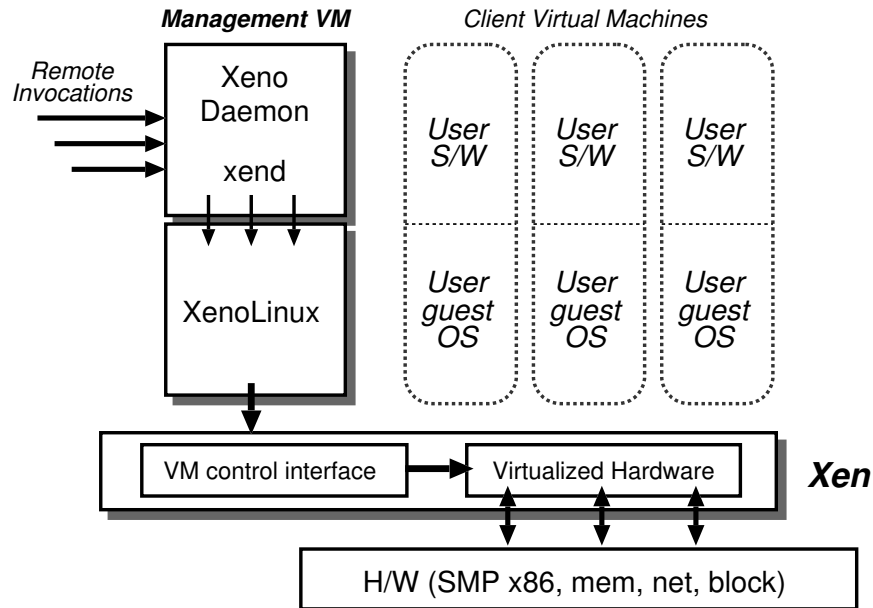 Management VM
Client Virtual Machines
Remote
Invocations
Xeno
Daemon
xend
XenoLinux
User
S/W
User
guest
OS
User
S/W
User
guest
OS
User
S/W
User
guest
OS
VM control interface
Virtualized Hardware
Xen
H/W (SMP x86, mem, net, block)